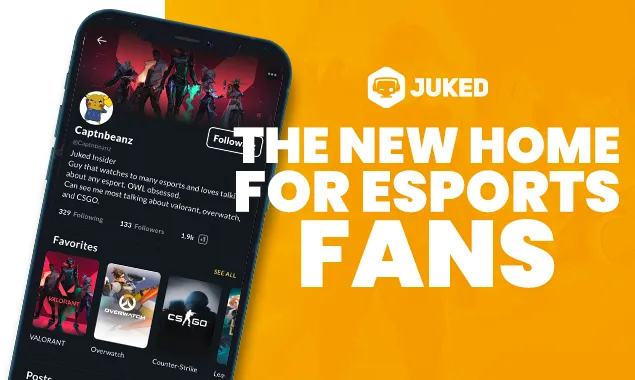 Captnbeanz
@Captnbeanz
Juked Insider
Guy that watches to many esports and loves
about any esport. OWL obsessed.
Can see me most talking about valorant, overwatch,
and CSGO.
329 Following 133 Followers 1.9k
Favorites
SEE ALL
VALORANT
OVERWATCH
CS GO
VALORANT
Overwatch
Counter-Strike
Posts
JUKED
THE NEW HOME
FOR ESPORTS
FANS